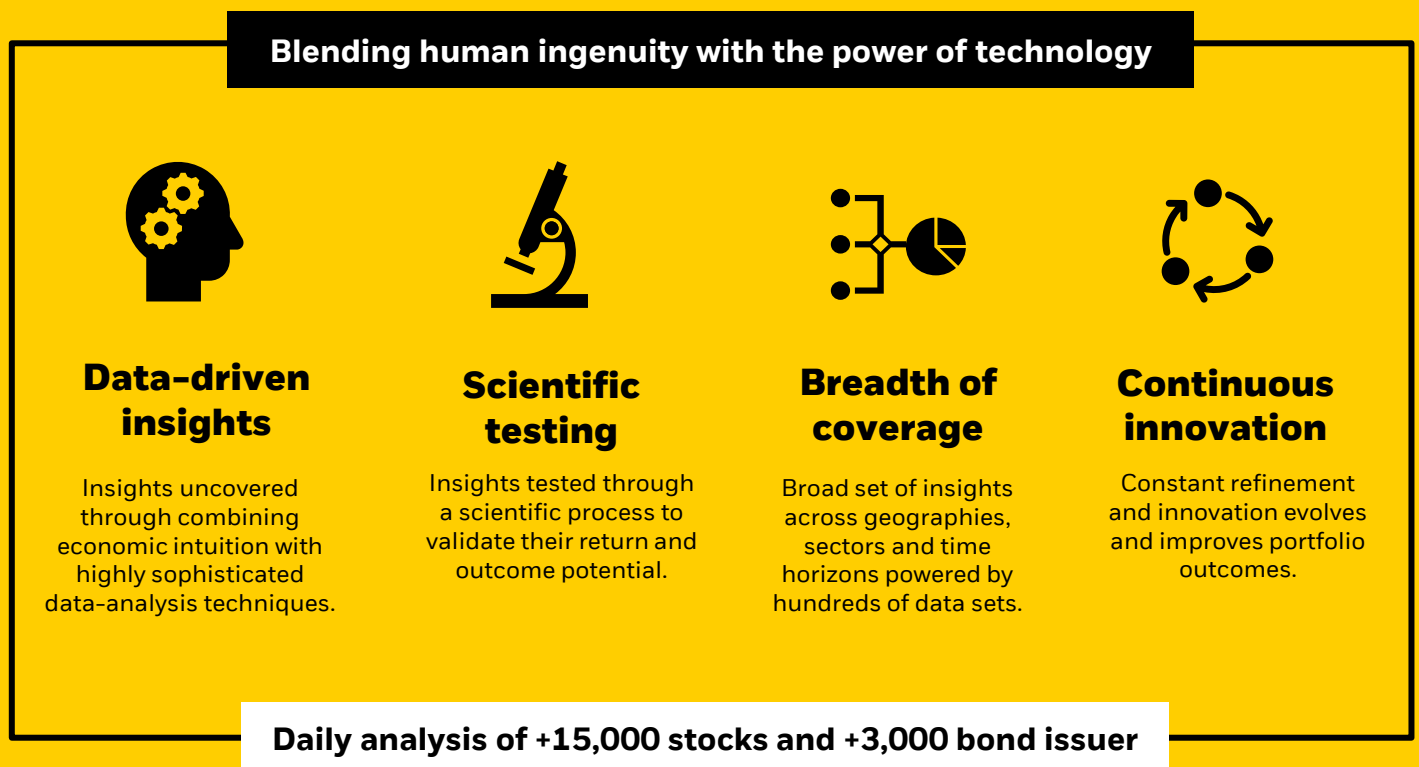 Blending human ingenuity with the power of technology
Data-driven
insights
Insights uncovered
through combining
economic intuition with
highly sophisticated
data-analysis techniques.
Scientific
testing
Insights tested through
a scientific process to
validate their return and
outcome potential.
Breadth of
coverage
Broad set of insights
across geographies,
sectors and time
horizons powered by
hundreds of data sets.
Continuous
innovation
Constant refinement
and innovation evolves
and improves portfolio
outcomes.
Daily analysis of +15,000 stocks and +3,000 bond issuer